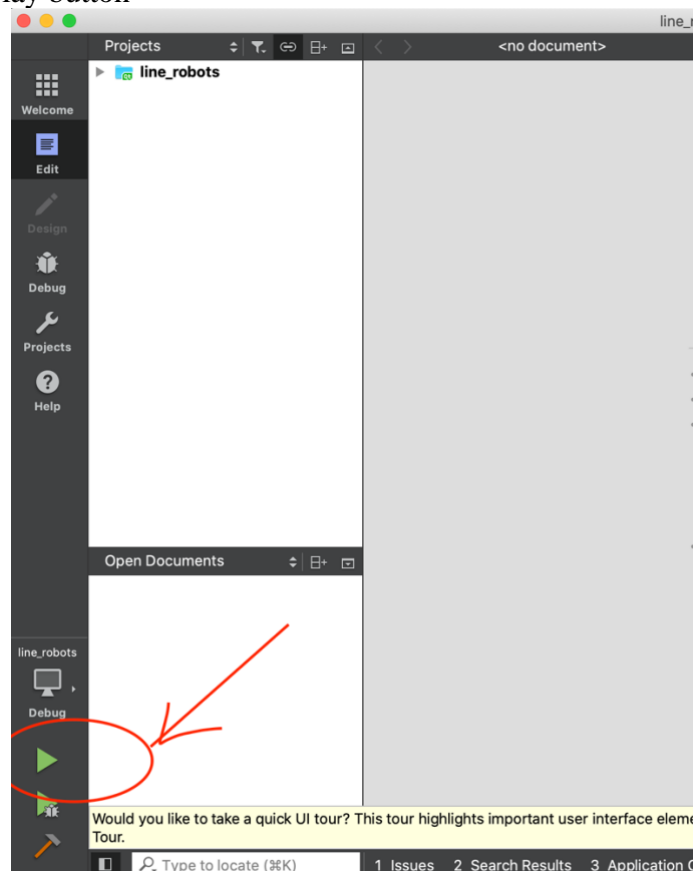 button
line_r
Projects
<no document>
line_robots
Welcome
Edit
Design
Debug
Projects
Help
Open Documents
line_robots
Debug
Would you like to take a quick UI tour? This tour highlights important user interface eleme
Tour.
Type to locate (⌘K)
1 Issues 2 Search Results 3 Application